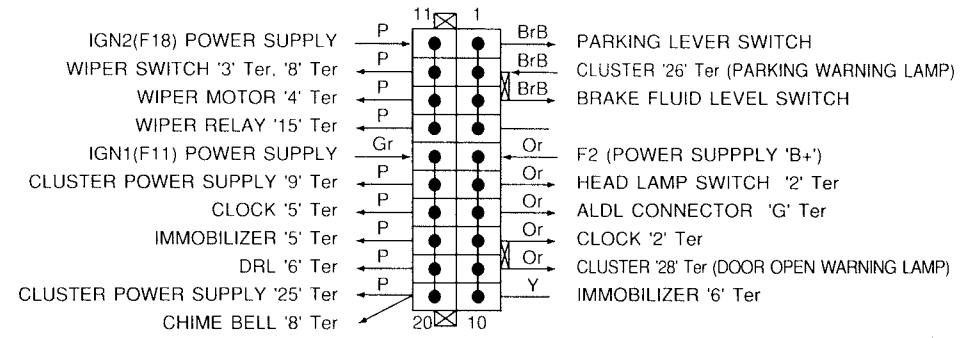 11 1
IGN2(F18) POWER SUPPLY P BrB PARKING LEVER SWITCH
WIPER SWITCH '3' Ter, '8' Ter P BrB CLUSTER '26' Ter (PARKING WARNING LAMP)
WIPER MOTOR '4' Ter P BrB BRAKE FLUID LEVEL SWITCH
WIPER RELAY '15' Ter P
IGN1(F11) POWER SUPPLY Gr Or F2 (POWER SUPPPLY 'B+')
CLUSTER POWER SUPPLY '9' Ter P Or HEAD LAMP SWITCH '2' Ter
CLOCK '5' Ter P Or ALDL CONNECTOR 'G' Ter
IMMOBILIZER '5' Ter P Or CLOCK '2' Ter
DRL '6' Ter P Or CLUSTER '28' Ter (DOOR OPEN WARNING LAMP)
CLUSTER POWER SUPPLY '25' Ter P Y IMMOBILIZER '6' Ter
CHIME BELL '8' Ter 20 10